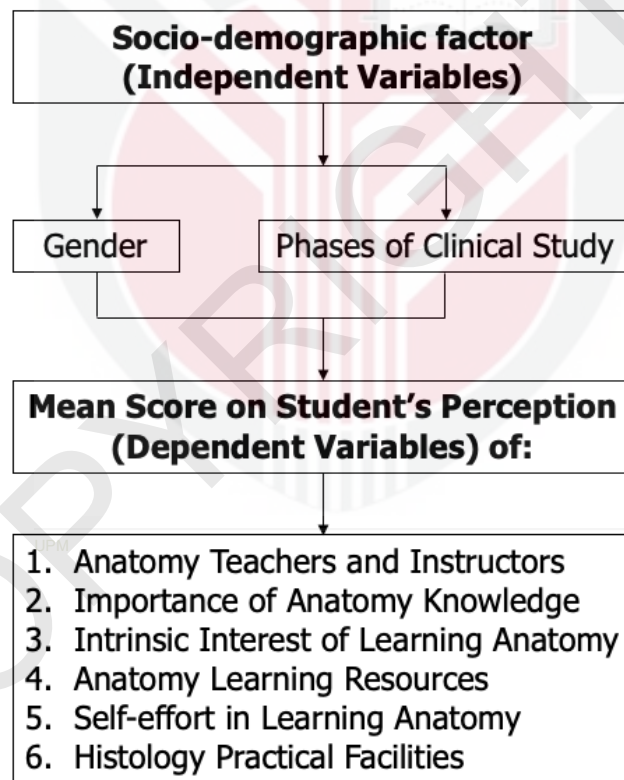 Socio-demographic factor
(Independent Variables)
Gender
Phases of Clinical Study
Mean Score on Student's Perception
(Dependent Variables) of:
UPM
1. Anatomy Teachers and Instructors
2. Importance of Anatomy Knowledge
3. Intrinsic Interest of Learning Anatomy
4. Anatomy Learning Resources
5. Self-effort in Learning Anatomy
6. Histology Practical Facilities
OPYRIGH